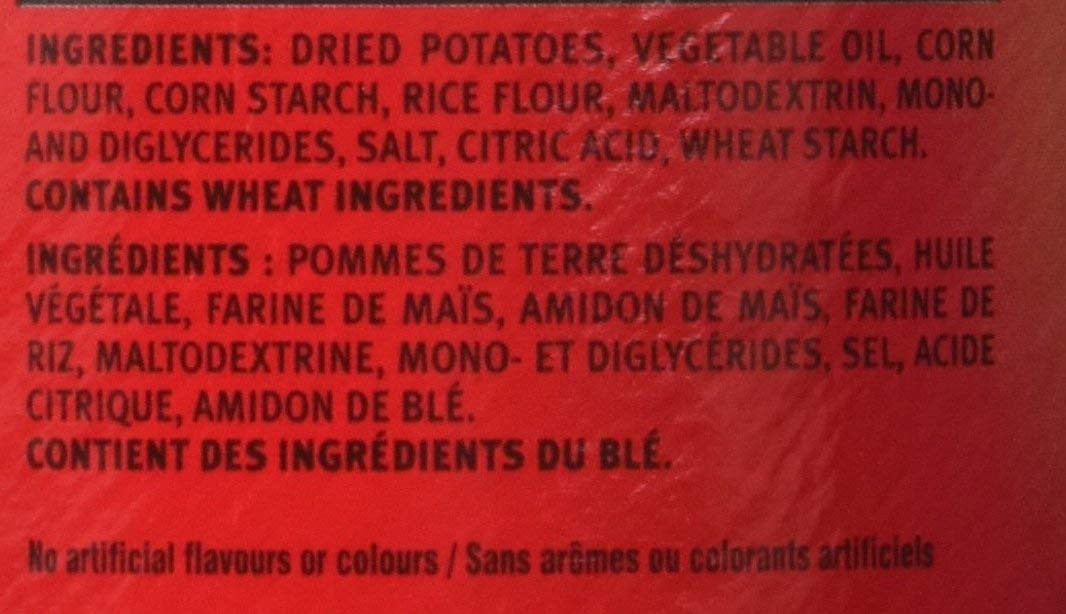 INGREDIENTS: DRIED POTATOES, VEGETABLE OIL, CORN
FLOUR, CORN STARCH, RICE FLOUR, MALTODEXTRIN, MONO-
AND DIGLYCERIDES, SALT, CITRIC ACID, WHEAT STARCH.
CONTAINS WHEAT INGREDIENTS.
INGRÉDIENTS : POMMES DE TERRE DÉSHYDRATÉES, HUILE
VÉGÉTALE, FARINE DE MAÏS, AMIDON DE MAÏS, FARINE DE
RIZ, MALTODEXTRINE, MONO- ET DIGLYCÉRIDES, SEL, ACIDE
CITRIQUE, AMIDON DE BLÉ.
CONTIENT DES INGRÉDIENTS DU BLÉ.
No artificial flavours or colours / Sans arômes ou colorants artificiels